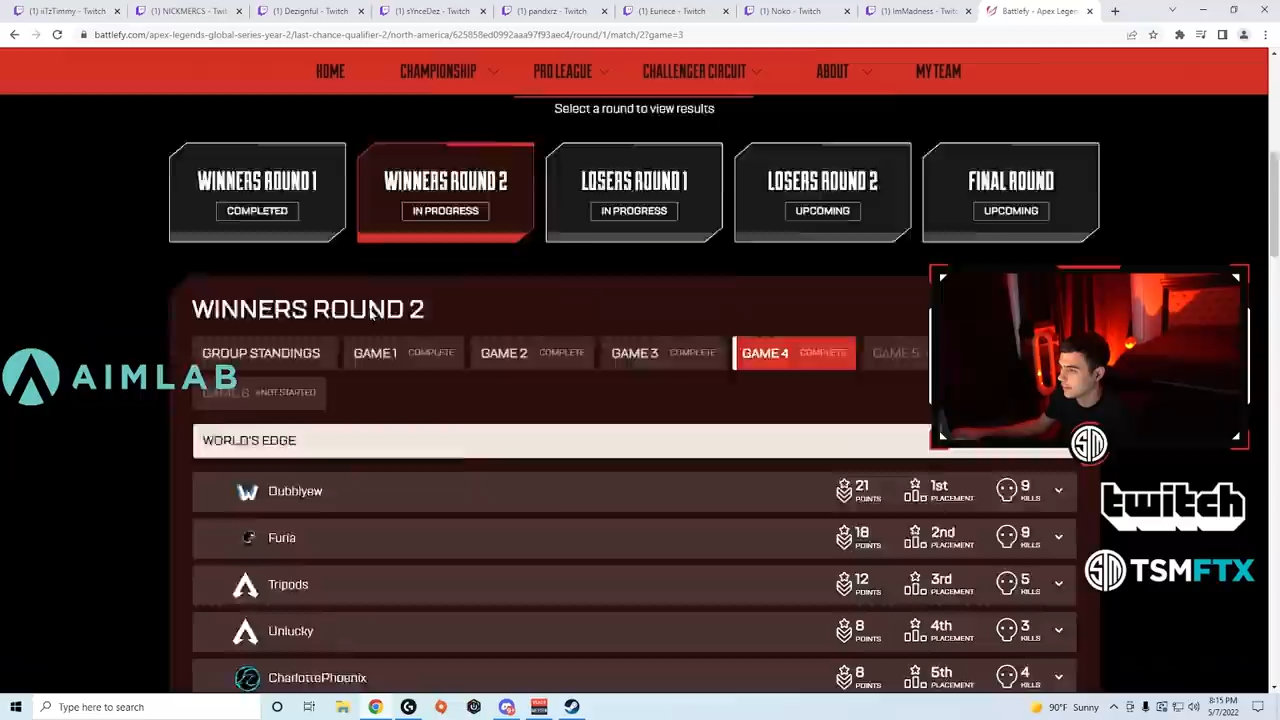 (1) iiTzTimmy - Twitch
(1) NICKMERCS - Twitch
(1) Dezignful - Twitch
(1) sYnceDez - Twitch
(1) pandxrz - Twitch
(1) Euriece - Twitch
(1) Noko - Twitch
(1) ImMadness - Twitch
Battlefy - Apex Legends
battlefy.com/apex-legends-global-series-year-2/last-chance-qualifier-2/north-america/625858ed0992aaa97f93aec4/round/1/match/2?game=3
HOME CHAMPIONSHIP PRO LEAGUE CHALLENGER CIRCUIT ABOUT MY TEAM
Select a round to view results
WINNERS ROUND 1
COMPLETED
WINNERS ROUND 2
IN PROGRESS
LOSERS ROUND 1
IN PROGRESS
LOSERS ROUND 2
UPCOMING
FINAL ROUND
UPCOMING
WINNERS ROUND 2
GROUP STANDINGS GAME 1 COMPLETE GAME 2 COMPLETE GAME 3 COMPLETE GAME 4 COMPLETE GAME 5
GAME 6 NOT STARTED
AIMLAB
WORLD'S EDGE
Dubblyew 21 POINTS 1st PLACEMENT 9 KILLS
Furia 18 POINTS 2nd PLACEMENT 9 KILLS
Tripods 12 POINTS 3rd PLACEMENT 5 KILLS
Unlucky 8 POINTS 4th PLACEMENT 3 KILLS
CharlottePhoenix 8 POINTS 5th PLACEMENT 4 KILLS
TSM
twitch
TSM TSMFTX
Type here to search
90°F Sunny
8:15 PM
5/7/2022